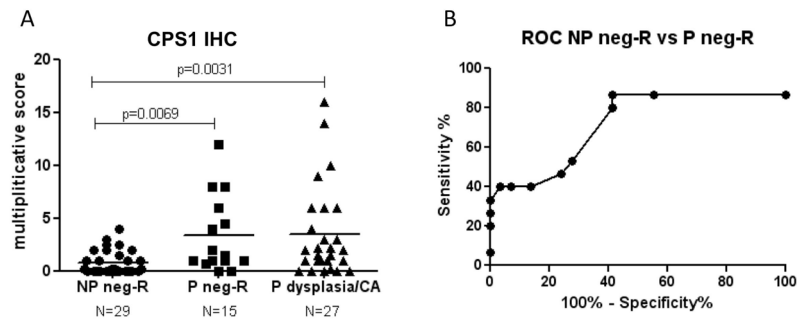 A
CPS1 IHC
multipliticative score
20
15
10
5
0
p=0.0031
p=0.0069
NP neg-R P neg-R P dysplasia/CA
N=29 N=15 N=27
B
ROC NP neg-R vs P neg-R
Sensitivity %
100
80
60
40
20
0
0 20 40 60 80 100
100% - Specificity%